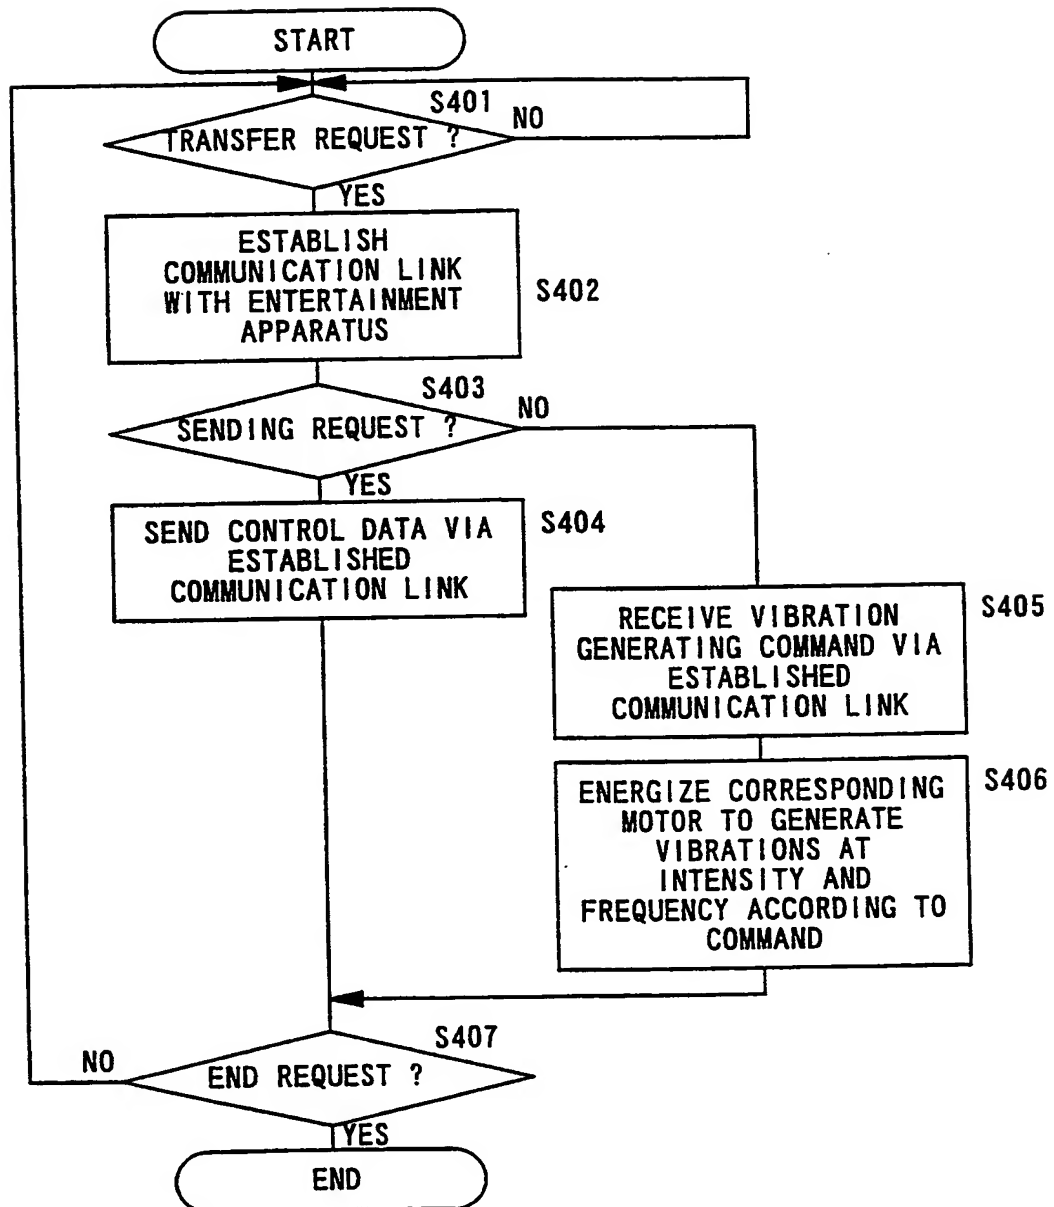 START
S401
TRANSFER REQUEST ?
NO
YES
ESTABLISH
COMMUNICATION LINK
WITH ENTERTAINMENT
APPARATUS
S402
S403
SENDING REQUEST ?
NO
YES
SEND CONTROL DATA VIA
ESTABLISHED
COMMUNICATION LINK
S404
RECEIVE VIBRATION
GENERATING COMMAND VIA
ESTABLISHED
COMMUNICATION LINK
S405
ENERGIZE CORRESPONDING
MOTOR TO GENERATE
VIBRATIONS AT
INTENSITY AND
FREQUENCY ACCORDING TO
COMMAND
S406
S407
NO
END REQUEST ?
YES
END